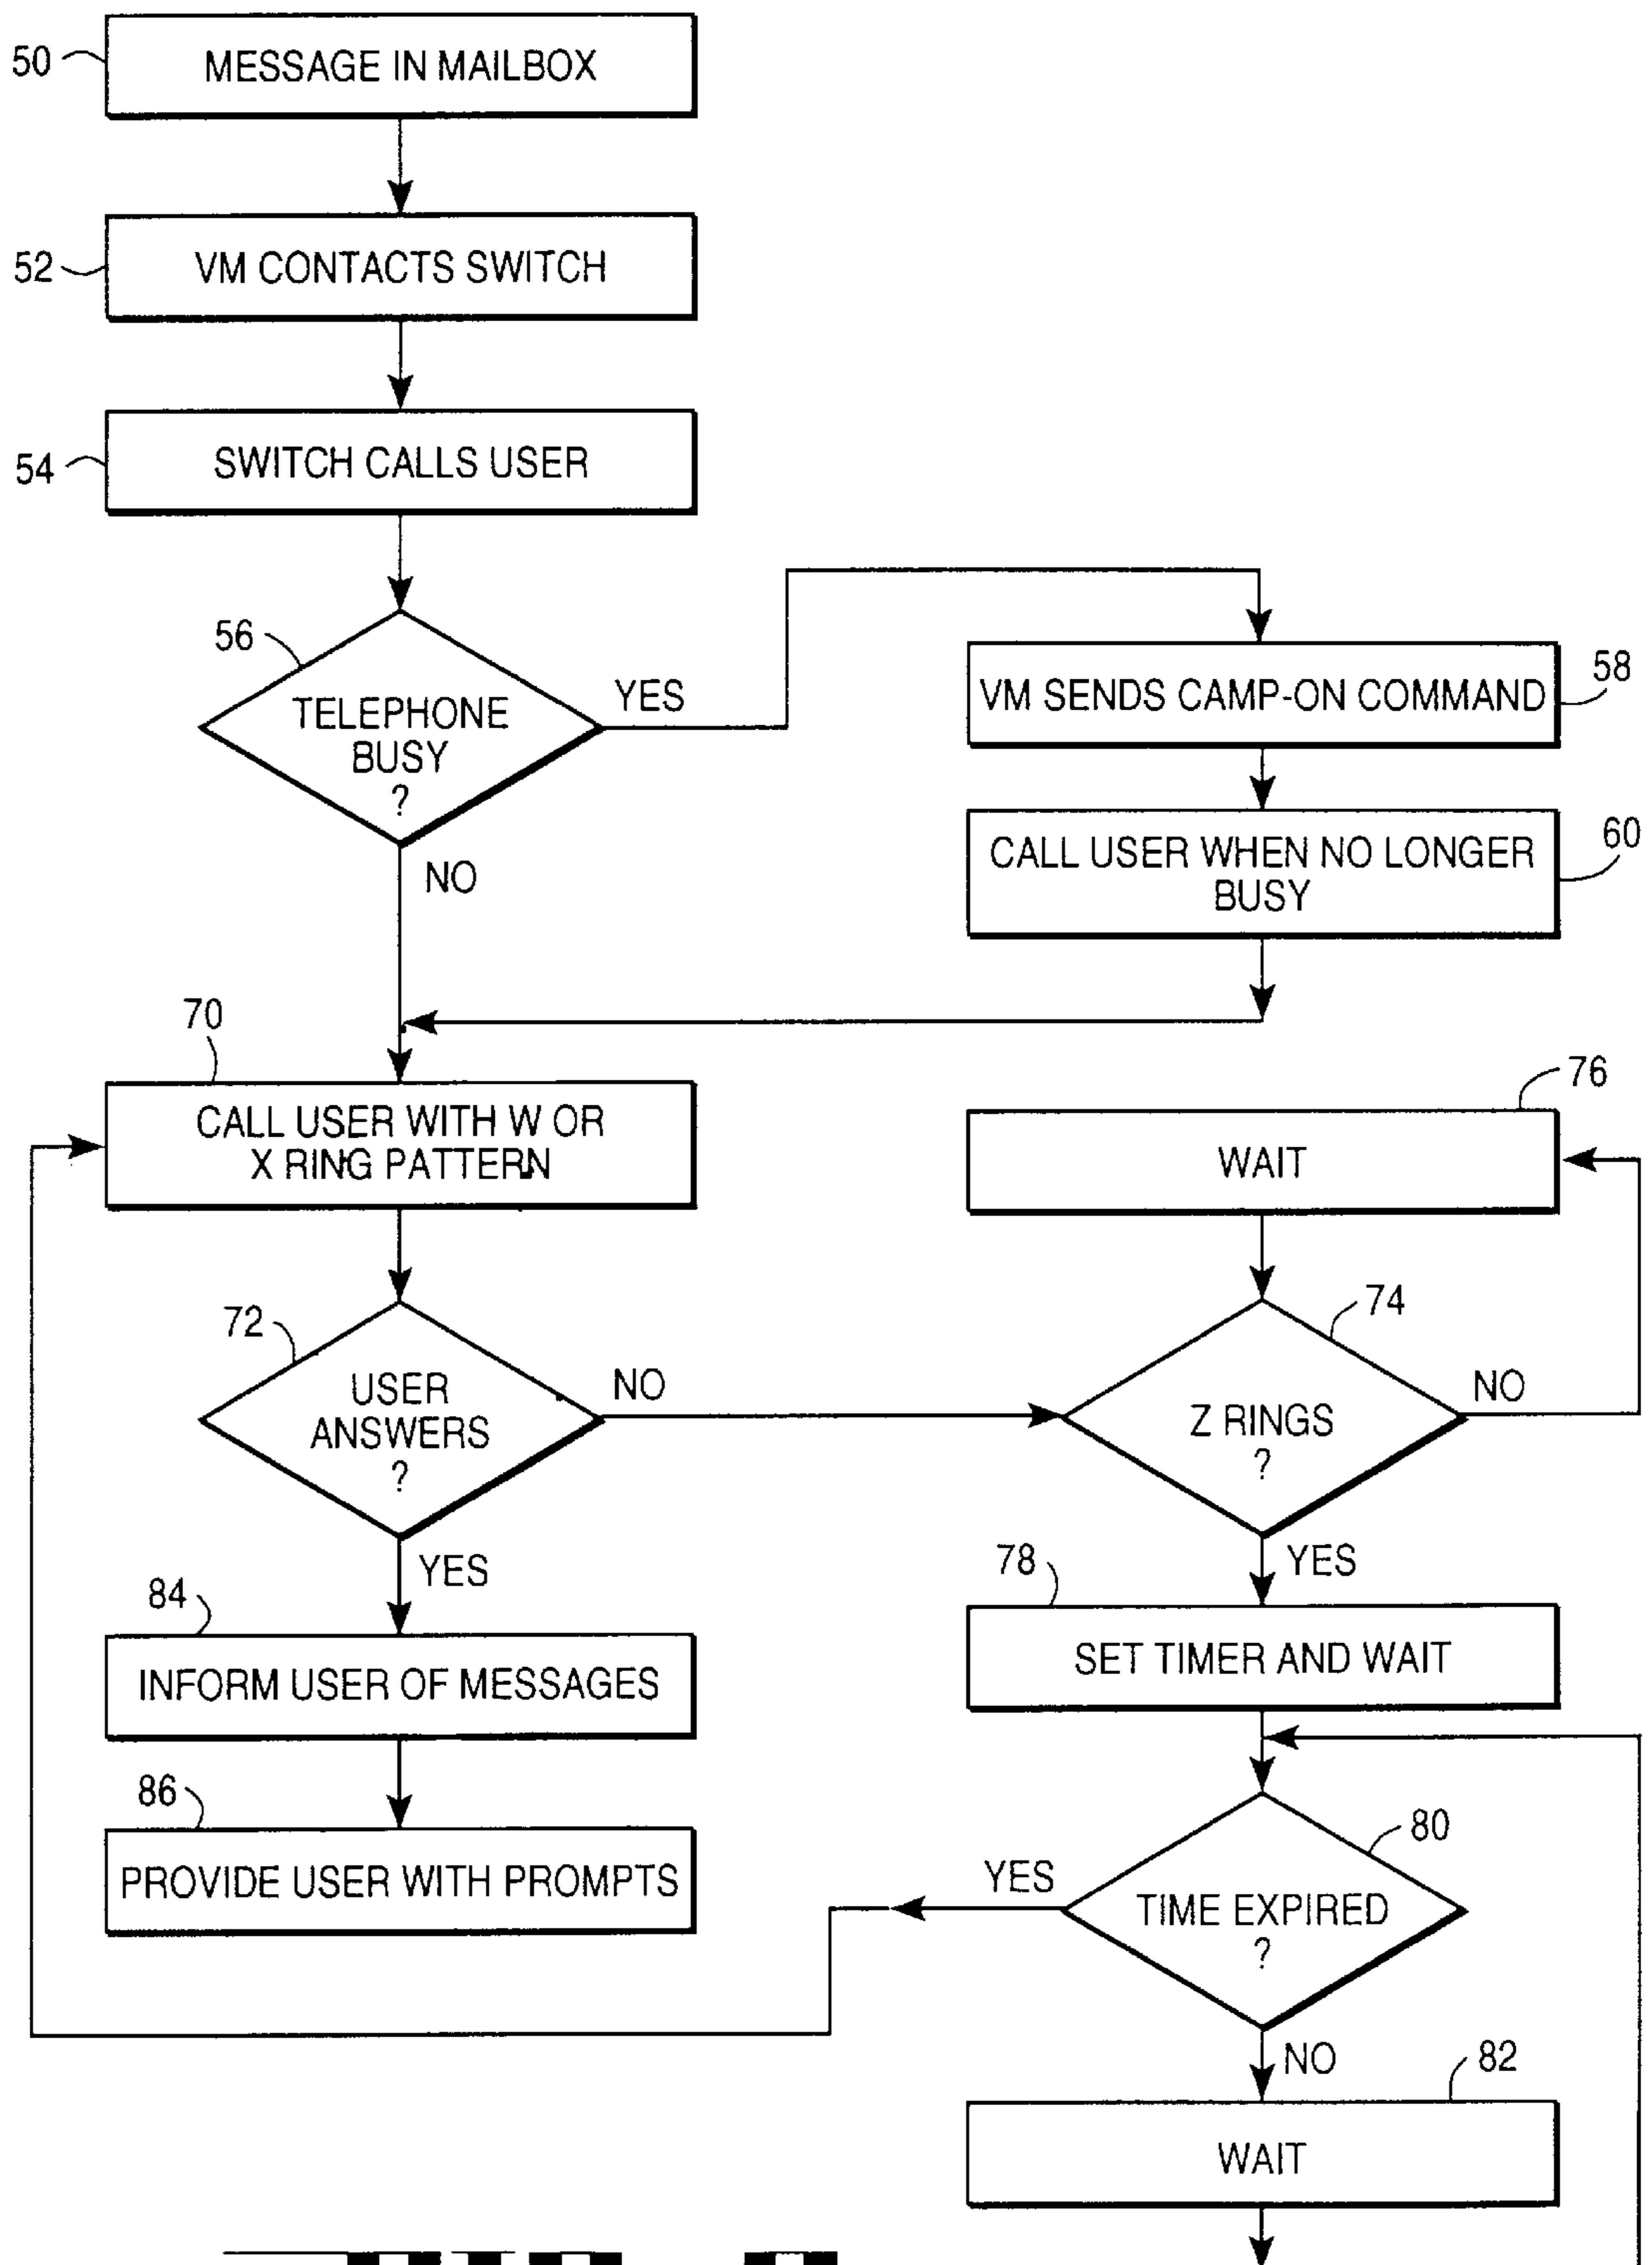 50
MESSAGE IN MAILBOX
52
VM CONTACTS SWITCH
54
SWITCH CALLS USER
56
TELEPHONE
BUSY
?
YES
NO
VM SENDS CAMP-ON COMMAND
58
CALL USER WHEN NO LONGER
BUSY
60
70
CALL USER WITH W OR
X RING PATTERN
76
WAIT
72
USER
ANSWERS
?
NO
YES
74
Z RINGS
?
NO
YES
84
INFORM USER OF MESSAGES
78
SET TIMER AND WAIT
86
PROVIDE USER WITH PROMPTS
80
TIME EXPIRED
?
YES
NO
82
WAIT